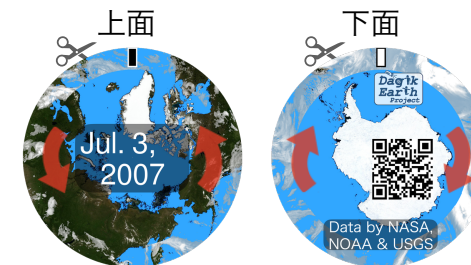 上面
下面
Jul. 3,
2007
Dagik
Earth
Project
Data by NASA,
NOAA & USGS